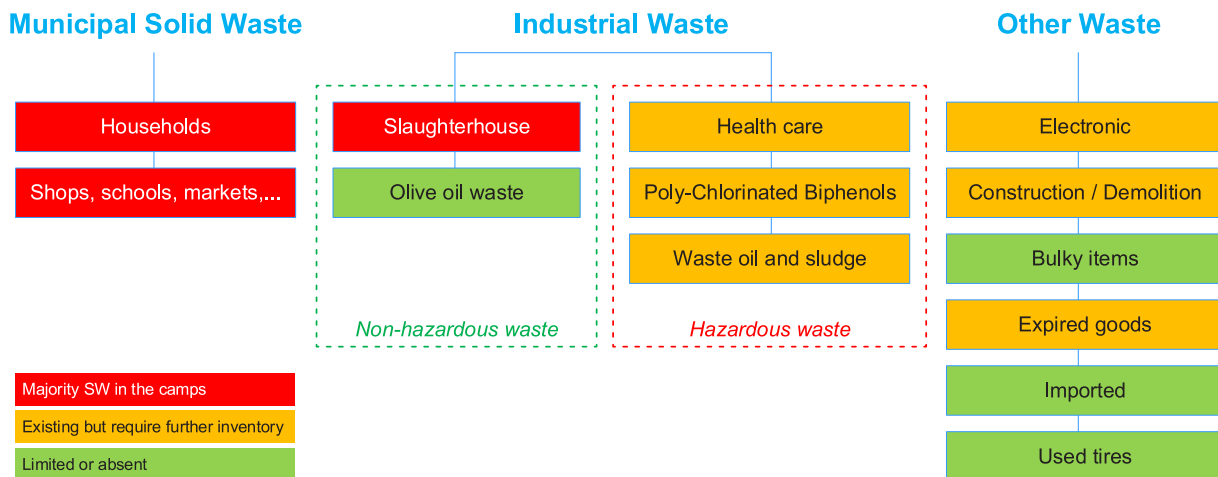 Municipal Solid Waste
Industrial Waste
Other Waste
Households
Shops, schools, markets,...
Slaughterhouse
Olive oil waste
Non-hazardous waste
Health care
Poly-Chlorinated Biphenols
Waste oil and sludge
Hazardous waste
Electronic
Construction / Demolition
Bulky items
Expired goods
Imported
Used tires
Majority SW in the camps
Existing but require further inventory
Limited or absent